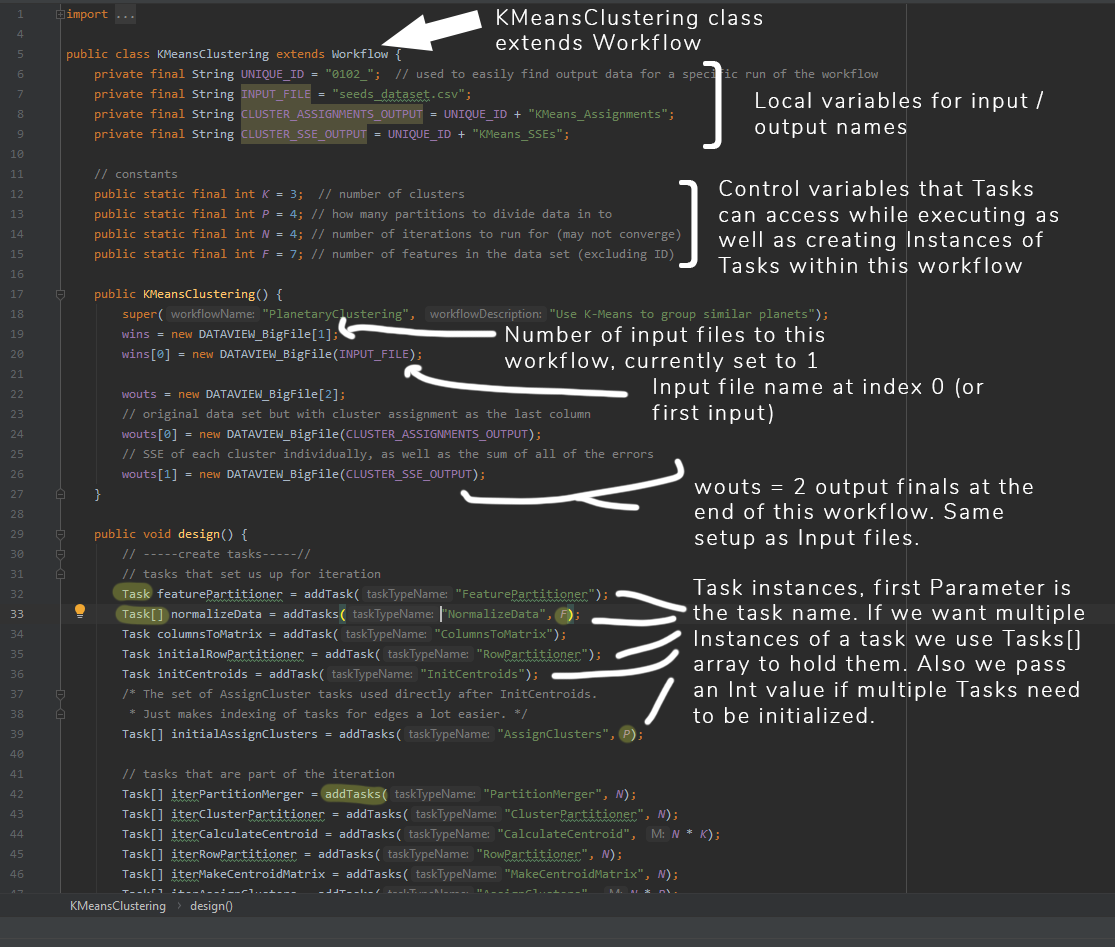 1 import ...
KMeansClustering class
extends Workflow
4
5 public class KMeansClustering extends Workflow {
6 private final String UNIQUE_ID = "0102_"; // used to easily find output data for a specific run of the workflow
7 private final String INPUT_FILE = "seeds_dataset.csv";
8 private final String CLUSTER_ASSIGNMENTS_OUTPUT = UNIQUE_ID + "KMeans_Assignments";
9 private final String CLUSTER_SSE_OUTPUT = UNIQUE_ID + "KMeans_SSEs";
Local variables for input /
output names
10
11 // constants
12 public static final int K = 3; // number of clusters
13 public static final int P = 4; // how many partitions to divide data in to
14 public static final int N = 4; // number of iterations to run for (may not converge)
15 public static final int F = 7; // number of features in the data set (excluding ID)
Control variables that Tasks
can access while executing as
well as creating Instances of
Tasks within this workflow
16
17 public KMeansClustering() {
18 super( workflowName: "PlanetaryClustering", workflowDescription: "Use K-Means to group similar planets");
19 wins = new DATAVIEW_BigFile[1];
20 wins[0] = new DATAVIEW_BigFile(INPUT_FILE);
Number of input files to this
workflow, currently set to 1
21
Input file name at index 0 (or
first input)
22 wouts = new DATAVIEW_BigFile[2];
23 // original data set but with cluster assignment as the last column
24 wouts[0] = new DATAVIEW_BigFile(CLUSTER_ASSIGNMENTS_OUTPUT);
25 // SSE of each cluster individually, as well as the sum of all of the errors
26 wouts[1] = new DATAVIEW_BigFile(CLUSTER_SSE_OUTPUT);
27 }
wouts = 2 output finals at the
end of this workflow. Same
setup as Input files.
28
29 public void design() {
30 // -----create tasks-----//
31 // tasks that set us up for iteration
32 Task featurePartitioner = addTask( taskTypeName: "FeaturePartitioner");
33 Task[] normalizeData = addTasks( taskTypeName: "NormalizeData", F);
34 Task columnsToMatrix = addTask( taskTypeName: "ColumnsToMatrix");
35 Task initialRowPartitioner = addTask( taskTypeName: "RowPartitioner");
36 Task initCentroids = addTask( taskTypeName: "InitCentroids");
37 /* The set of AssignCluster tasks used directly after InitCentroids.
38 * Just makes indexing of tasks for edges a lot easier. */
39 Task[] initialAssignClusters = addTasks( taskTypeName: "AssignClusters", P);
Task instances, first Parameter is
the task name. If we want multiple
Instances of a task we use Tasks[]
array to hold them. Also we pass
an Int value if multiple Tasks need
to be initialized.
40
41 // tasks that are part of the iteration
42 Task[] iterPartitionMerger = addTasks( taskTypeName: "PartitionMerger", N);
43 Task[] iterClusterPartitioner = addTasks( taskTypeName: "ClusterPartitioner", N);
44 Task[] iterCalculateCentroid = addTasks( taskTypeName: "CalculateCentroid", M: N * K);
45 Task[] iterRowPartitioner = addTasks( taskTypeName: "RowPartitioner", N);
46 Task[] iterMakeCentroidMatrix = addTasks( taskTypeName: "MakeCentroidMatrix", N);
KMeansClustering > design()